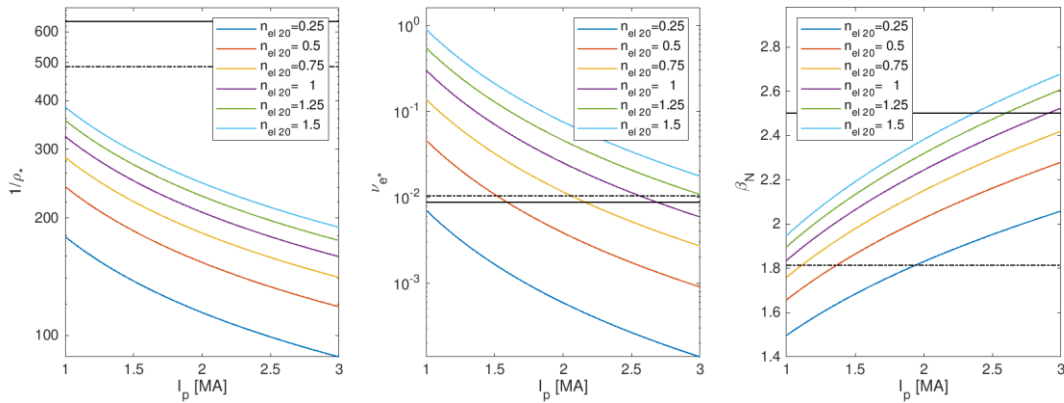 600
500
400
300
200
100
1/ρ*
1 1.5 2 2.5 3
I_p [MA]
n_el 20=0.25
n_el 20= 0.5
n_el 20=0.75
n_el 20= 1
n_el 20=1.25
n_el 20= 1.5
10^0
10^-1
10^-2
10^-3
ν_e*
1 1.5 2 2.5 3
I_p [MA]
n_el 20=0.25
n_el 20= 0.5
n_el 20=0.75
n_el 20= 1
n_el 20=1.25
n_el 20= 1.5
2.8
2.6
2.4
2.2
2
1.8
1.6
1.4
β_N
1 1.5 2 2.5 3
I_p [MA]
n_el 20=0.25
n_el 20= 0.5
n_el 20=0.75
n_el 20= 1
n_el 20=1.25
n_el 20= 1.5